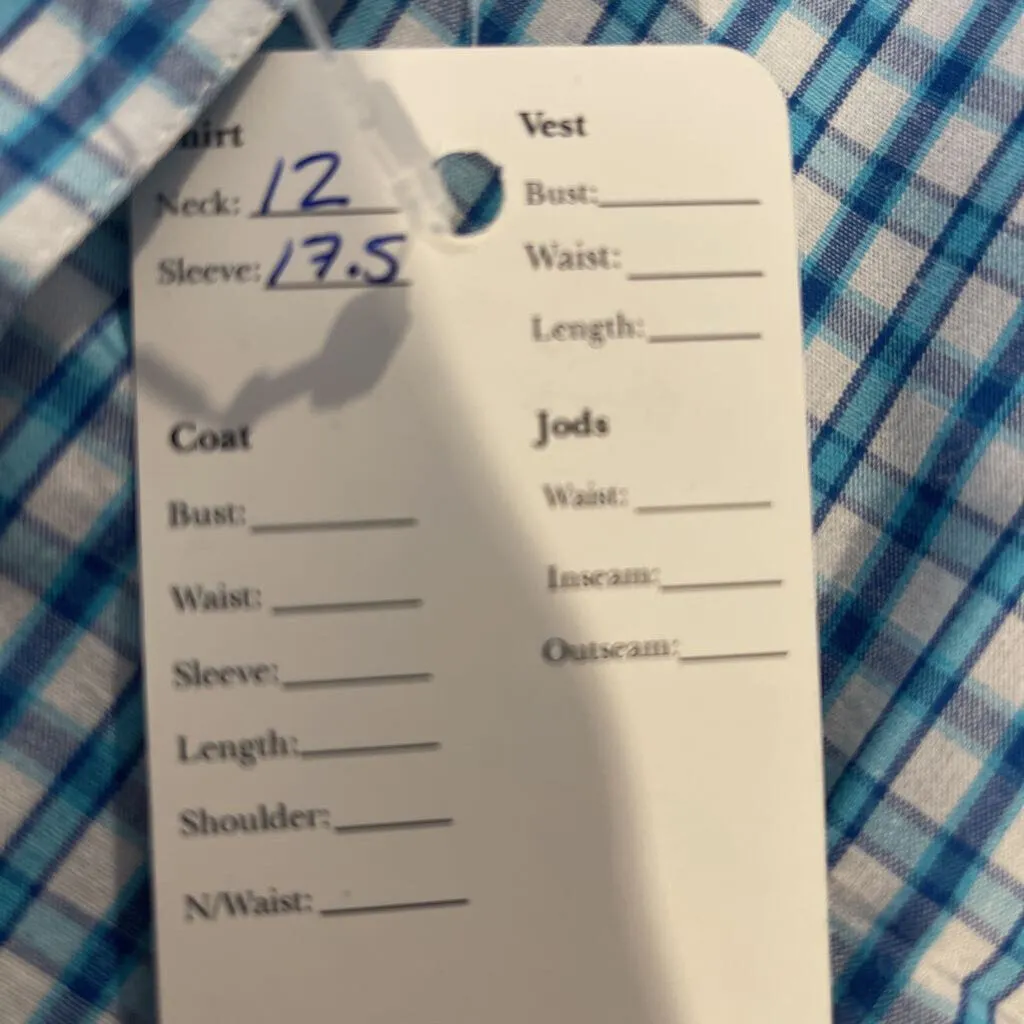 hirt
Neck: 12
Sleeve: 17.5
Coat
Bust:
Waist:
Sleeve:
Length:
Shoulder:
N/Waist:
Vest
Bust:
Waist:
Length:
Jods
Waist:
Inseam:
Outseam: